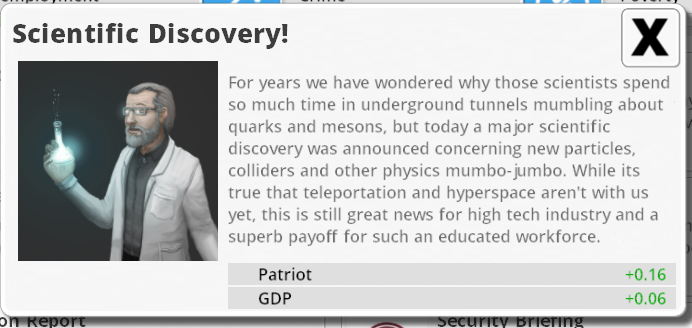 Crime
Scientific Discovery!
X
For years we have wondered why those scientists spend
so much time in underground tunnels mumbling about
quarks and mesons, but today a major scientific
discovery was announced concerning new particles,
colliders and other physics mumbo-jumbo. While its
true that teleportation and hyperspace aren't with us
yet, this is still great news for high tech industry and a
superb payoff for such an educated workforce.
Patriot +0.16
GDP +0.06
on Report Security Briefing